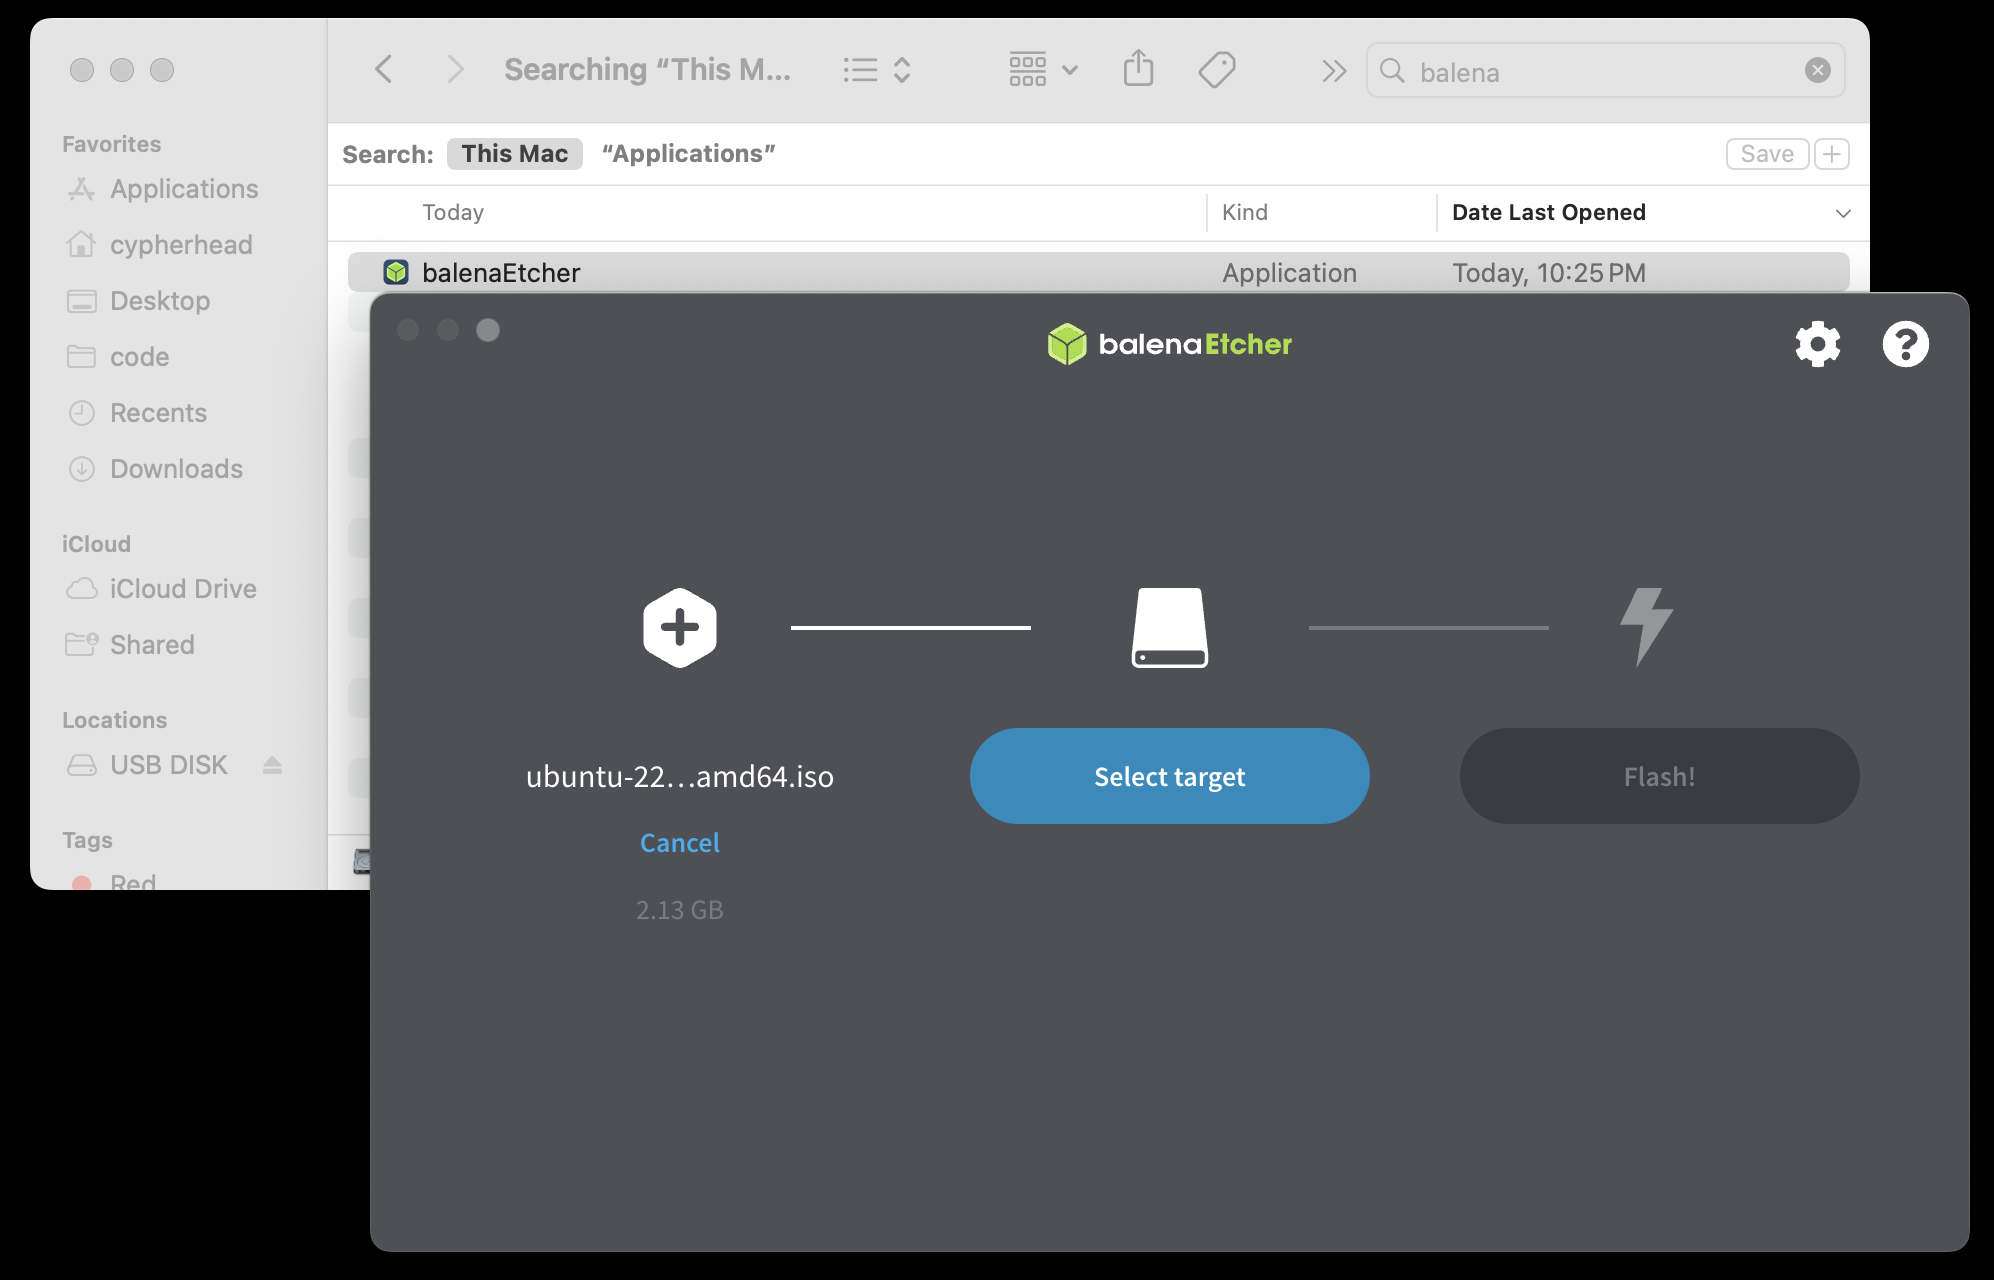 Searching “This M...
balena
Favorites
Applications
cypherhead
Desktop
code
Recents
Downloads
iCloud
iCloud Drive
Shared
Locations
USB DISK
Tags
Red
Search: This Mac “Applications”
Save
Today Kind Date Last Opened
balenaEtcher Application Today, 10:25 PM
balenaEtcher
ubuntu-22...amd64.iso
Cancel
2.13 GB
Select target
Flash!